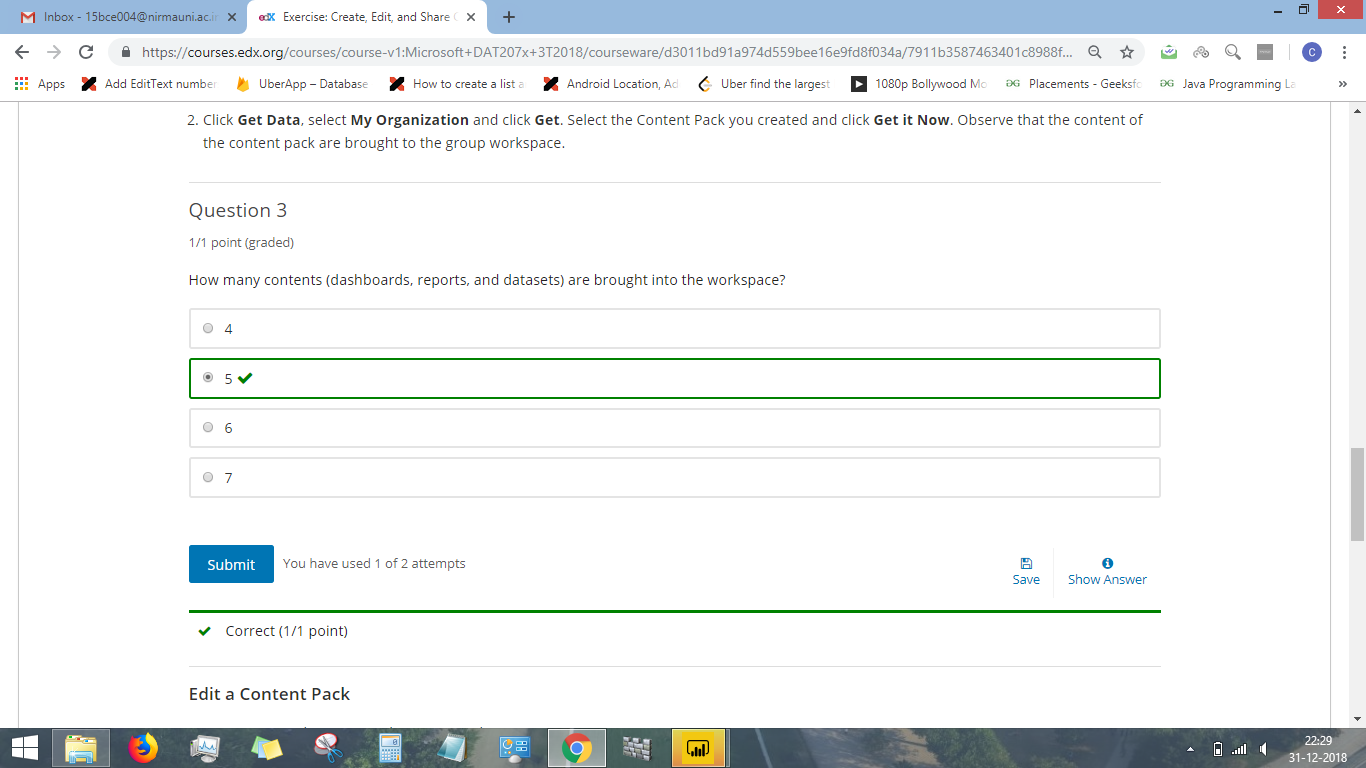 Inbox - 15bce004@nirmauni.ac.i
edX Exercise: Create, Edit, and Share
https://courses.edx.org/courses/course-v1:Microsoft+DAT207x+3T2018/courseware/d3011bd91a974d559bee16e9fd8f034a/7911b3587463401c8988f...
C
Apps
Add EditText number
UberApp – Database
How to create a list a
Android Location, Ad
Uber find the largest
1080p Bollywood Mo
Placements - Geeksfo
Java Programming La
»
2. Click Get Data, select My Organization and click Get. Select the Content Pack you created and click Get it Now. Observe that the content of
the content pack are brought to the group workspace.
Question 3
1/1 point (graded)
How many contents (dashboards, reports, and datasets) are brought into the workspace?
4
5
6
7
Submit
You have used 1 of 2 attempts
Save
Show Answer
Correct (1/1 point)
Edit a Content Pack
22:29
31-12-2018